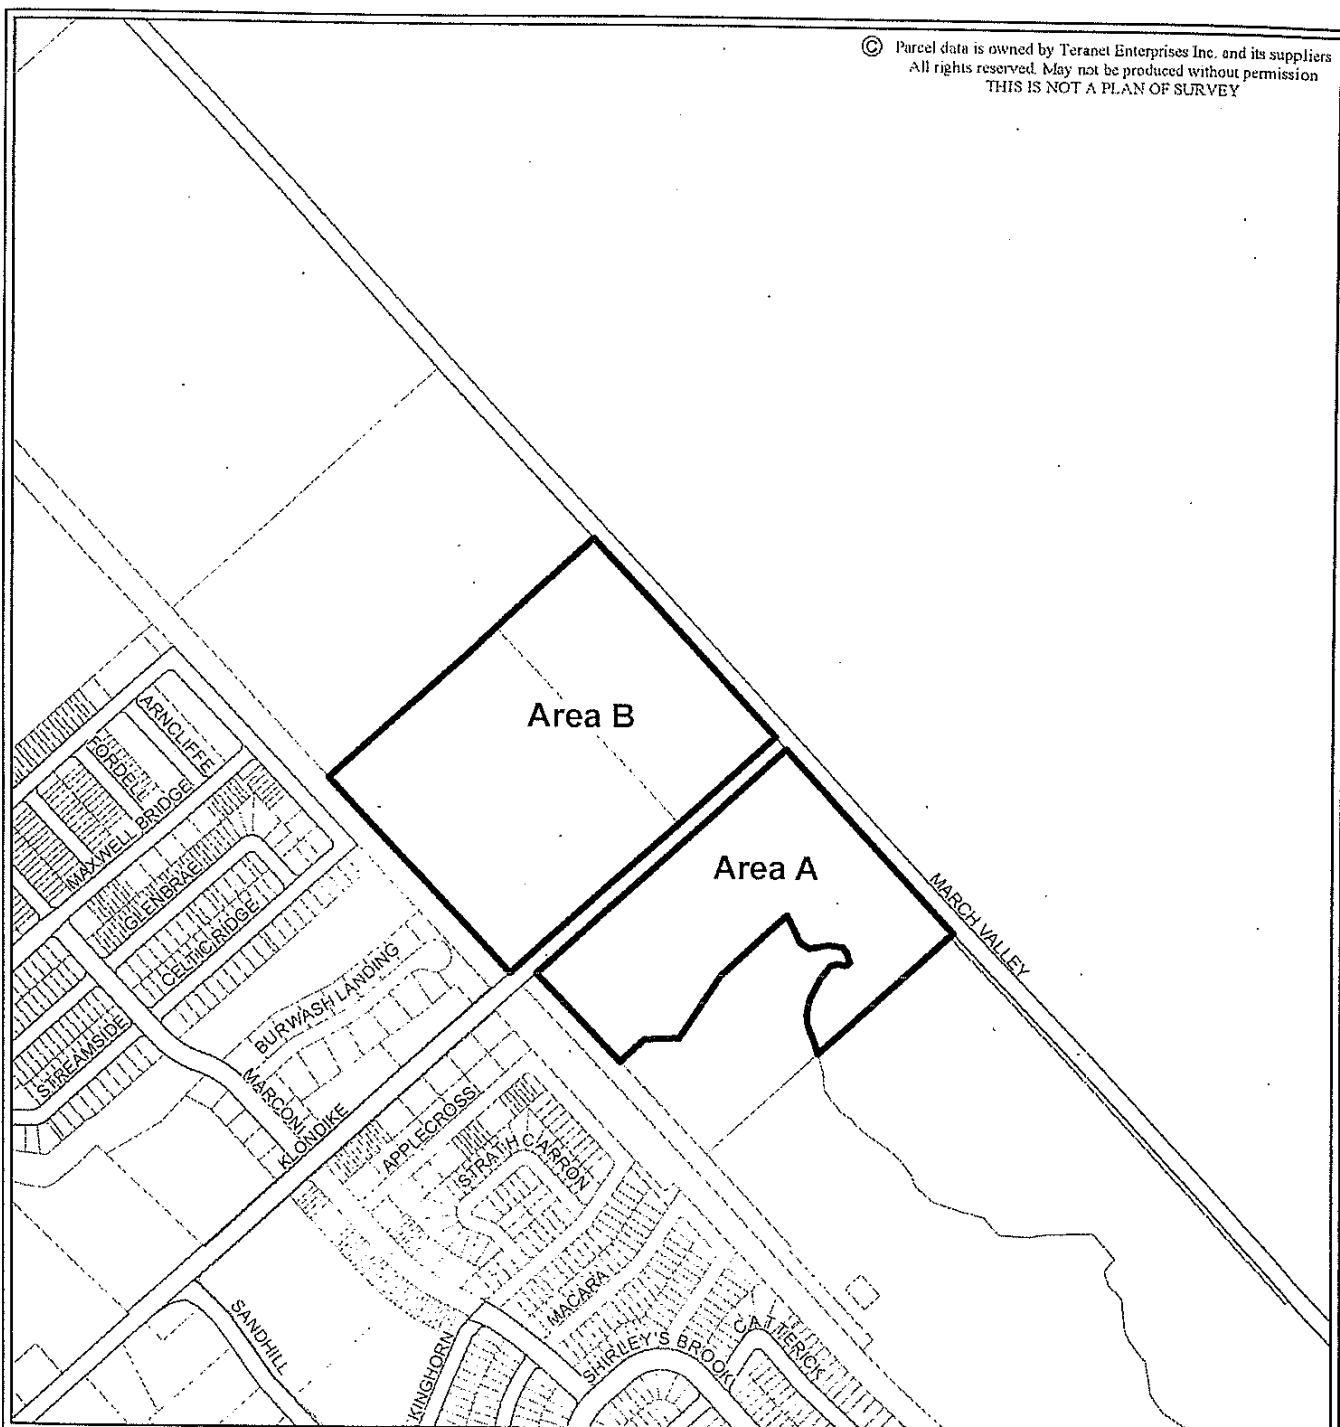 © Parcel data is owned by Teranet Enterprises Inc. and its suppliers
All rights reserved. May not be produced without permission
THIS IS NOT A PLAN OF SURVEY
Area B
Area A
MARCH VALLEY
ARNCLIFFE
FORDELL
MAXWELL BRIDGE
GLENBRAE
CELTIC RIDGE
STREAMSIDE
BURWASH LANDING
MARCONI
KLONDIKE
APPLECROSS
STRATHCARRON
MACARA
SANDHILL
KINGHORN
SHIRLEY'S BROOK
CATTERICK